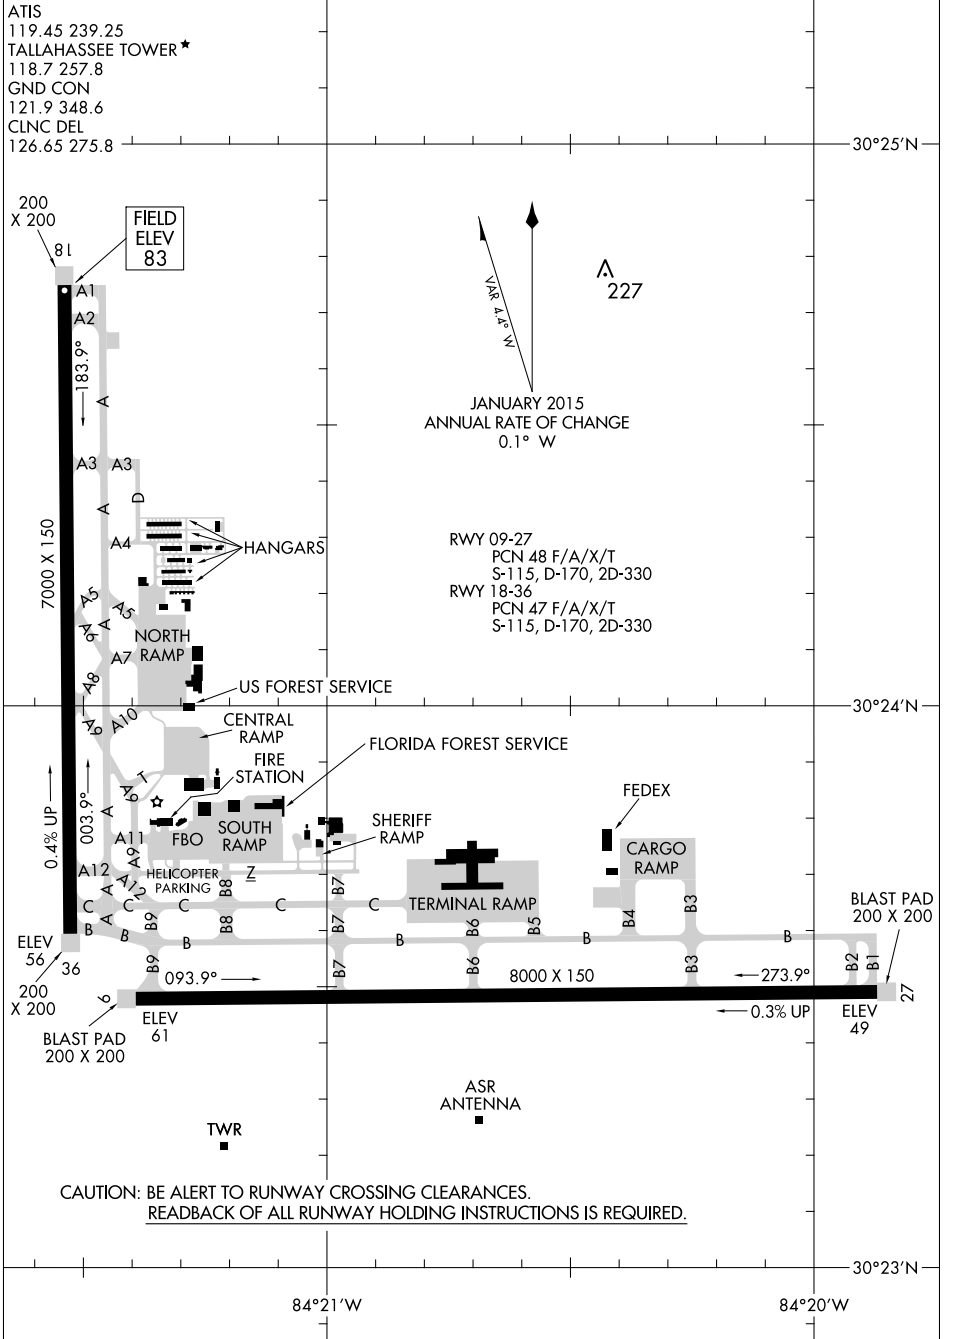 ATIS
119.45 239.25
TALLAHASSEE TOWER★
118.7 257.8
GND CON
121.9 348.6
CLNC DEL
126.65 275.8
30°25'N
200
X 200
18
FIELD
ELEV
83
A1
A2
183.9°
A
A3
A3
A
D
A4
7000 X 150
HANGARS
227
VAR 4.4° W
JANUARY 2015
ANNUAL RATE OF CHANGE
0.1° W
RWY 09-27
PCN 48 F/A/X/T
S-115, D-170, 2D-330
RWY 18-36
PCN 47 F/A/X/T
S-115, D-170, 2D-330
A5
A5
A6
A
A7
NORTH
RAMP
A8
US FOREST SERVICE
30°24'N
A9
A10
CENTRAL
RAMP
FIRE
STATION
FLORIDA FOREST SERVICE
T
A9
0.4% UP
003.9°
A
A11
A9
FBO
SOUTH
RAMP
SHERIFF
RAMP
FEDEX
CARGO
RAMP
A12
A12
A
HELICOPTER
PARKING
B8
Z
B7
TERMINAL RAMP
C
C
C
C
C
A
B
B
B
B
B
B
B9
B8
B7
B6
B5
B4
B3
BLAST PAD
200 X 200
B9
B7
B6
B3
B2
B1
ELEV
56
36
200
X 200
093.9°
8000 X 150
273.9°
9
27
ELEV
61
0.3% UP
ELEV
49
BLAST PAD
200 X 200
ASR
ANTENNA
TWR
CAUTION: BE ALERT TO RUNWAY CROSSING CLEARANCES.
READBACK OF ALL RUNWAY HOLDING INSTRUCTIONS IS REQUIRED.
30°23'N
84°21'W
84°20'W